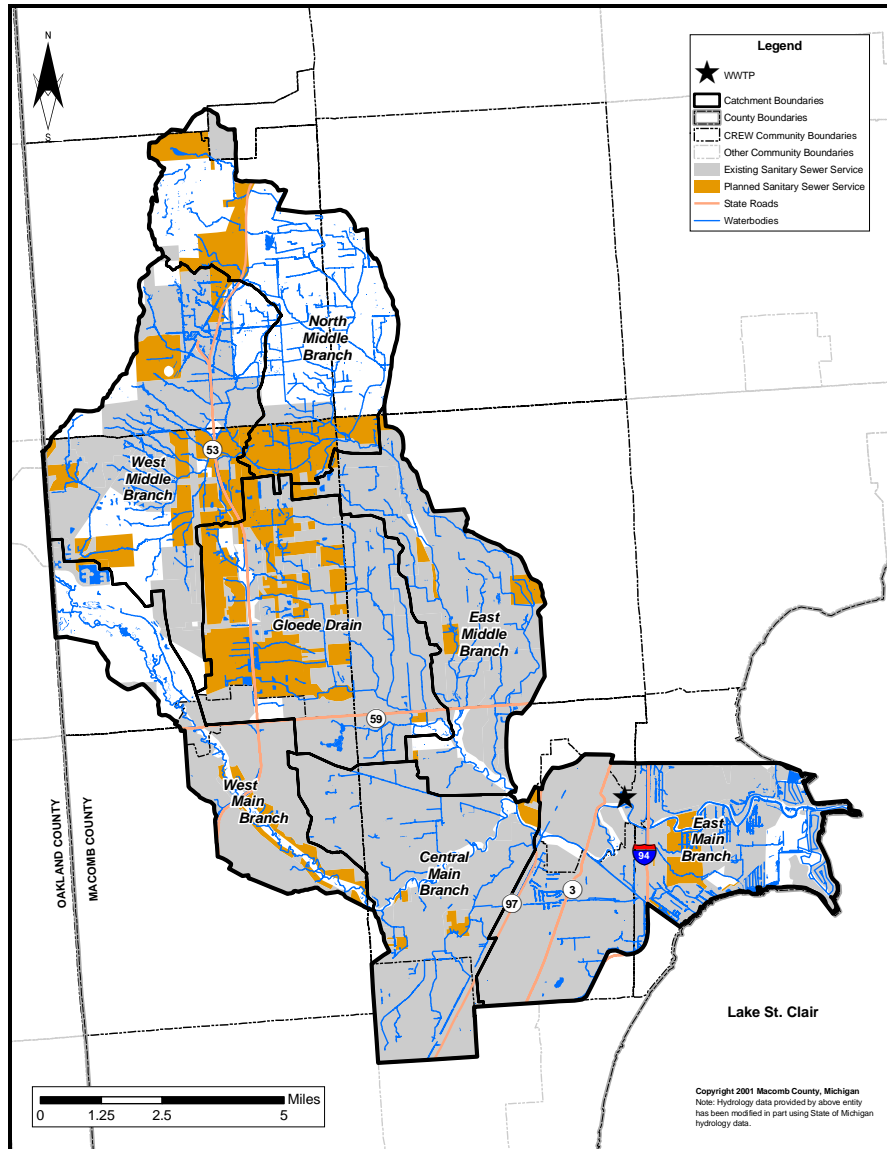 N
S
Legend
WWTP
Catchment Boundaries
County Boundaries
CREW Community Boundaries
Other Community Boundaries
Existing Sanitary Sewer Service
Planned Sanitary Sewer Service
State Roads
Waterbodies
North
Middle
Branch
53
West
Middle
Branch
Gloede Drain
East
Middle
Branch
59
West
Main
Branch
Central
Main
Branch
East
Main
Branch
94
3
97
OAKLAND COUNTY
MACOMB COUNTY
Lake St. Clair
Miles
0 1.25 2.5 5
Copyright 2001 Macomb County, Michigan
Note: Hydrology data provided by above entity
has been modified in part using State of Michigan
hydrology data.